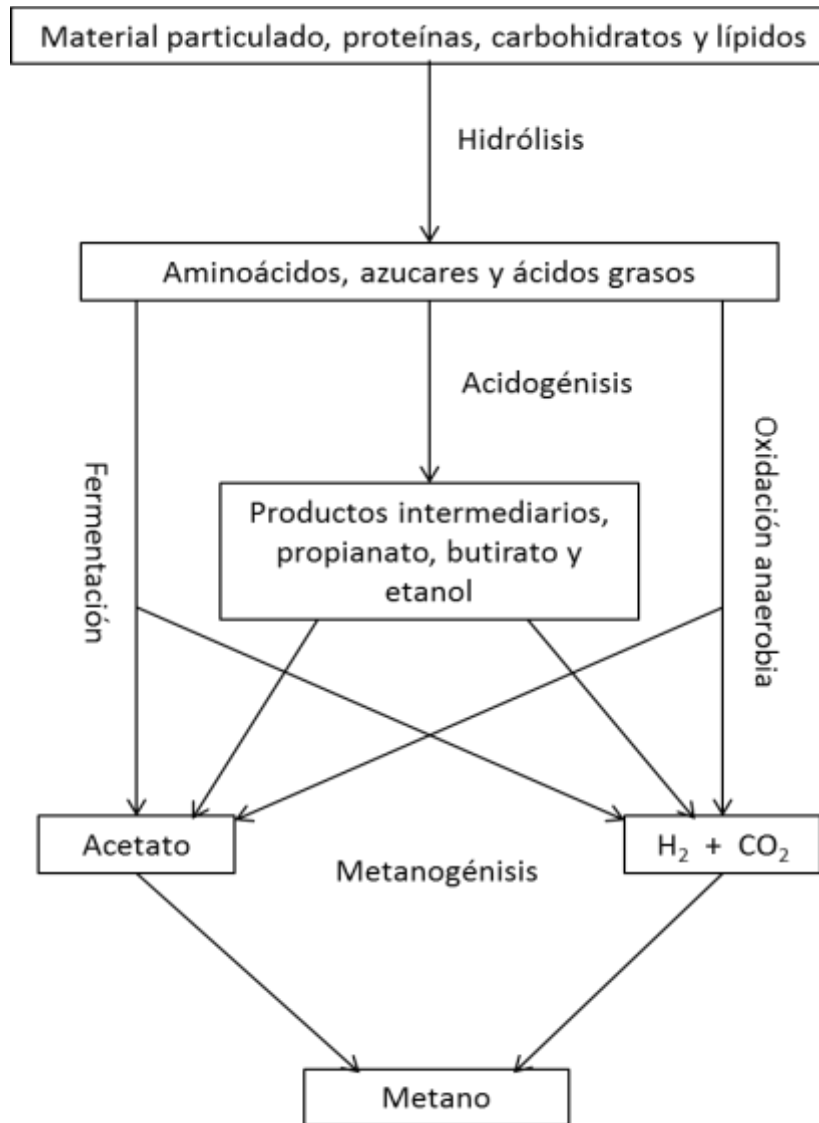 Material particulado, proteínas, carbohidratos y lípidos
Hidrólisis
Aminoácidos, azucares y ácidos grasos
Acidogénisis
Fermentación
Oxidación anaerobia
Productos intermediarios,
propianato, butirato y
etanol
Acetato
H₂ + CO₂
Metanogénisis
Metano